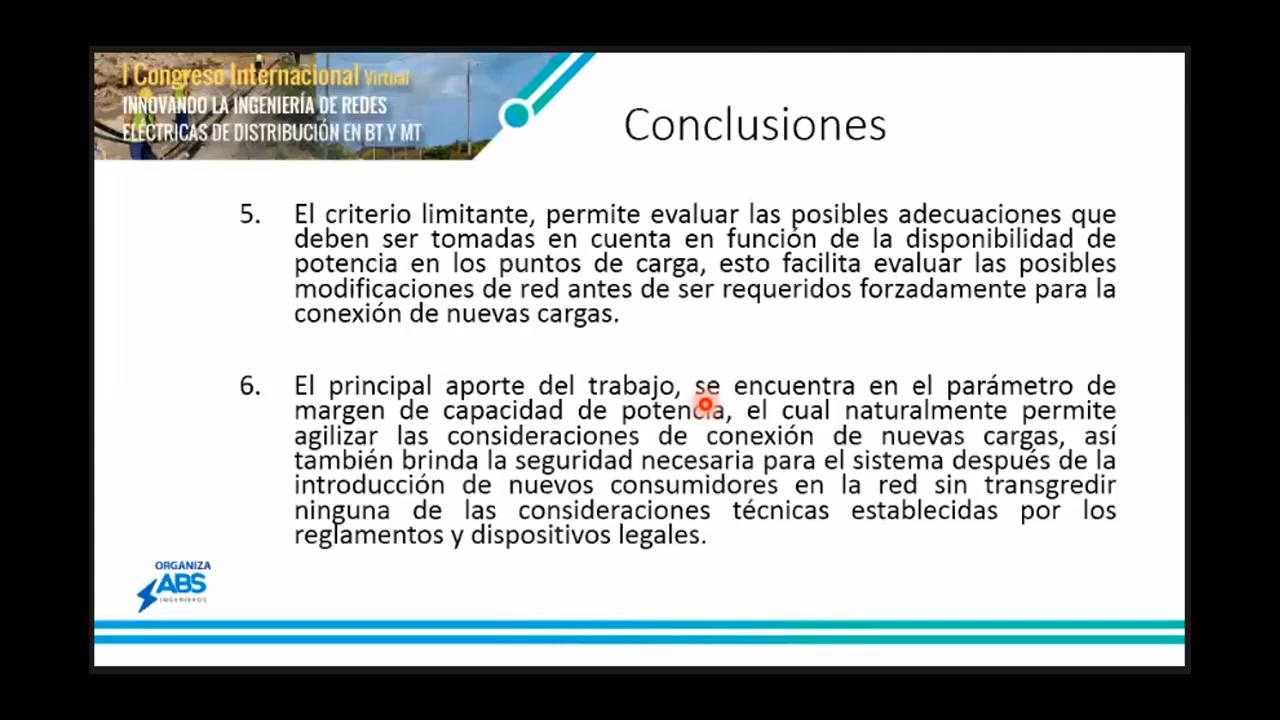 I Congreso Internacional Virtual
INNOVANDO LA INGENIERÍA DE REDES
ELÉCTRICAS DE DISTRIBUCIÓN EN BT Y MT
Conclusiones
5. El criterio limitante, permite evaluar las posibles adecuaciones que
deben ser tomadas en cuenta en función de la disponibilidad de
potencia en los puntos de carga, esto facilita evaluar las posibles
modificaciones de red antes de ser requeridos forzadamente para la
conexión de nuevas cargas.
6. El principal aporte del trabajo, se encuentra en el parámetro de
margen de capacidad de potencia, el cual naturalmente permite
agilizar las consideraciones de conexión de nuevas cargas, así
también brinda la seguridad necesaria para el sistema después de la
introducción de nuevos consumidores en la red sin transgredir
ninguna de las consideraciones técnicas establecidas por los
reglamentos y dispositivos legales.
ORGANIZA
ABS
INGENIEROS